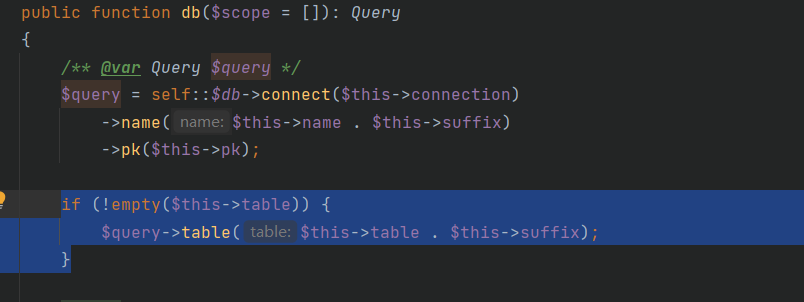 public function db($scope = []): Query
{
/** @var Query $query */
$query = self::$db->connect($this->connection)
->name( name: $this->name . $this->suffix)
->pk($this->pk);
if (!empty($this->table)) {
$query->table( table: $this->table . $this->suffix);
}